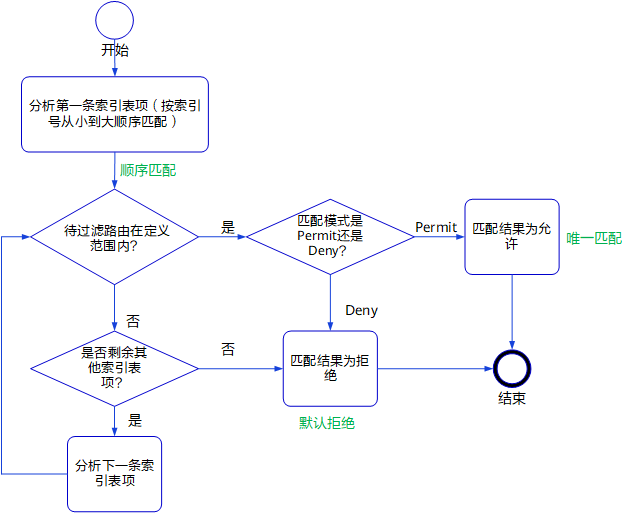 开始
分析第一条索引表项（按索引
号从小到大顺序匹配）
顺序匹配
待过滤路由在定义
范围内?
是
匹配模式是
Permit还是
Deny?
Permit
匹配结果为允
许
唯一匹配
否
Deny
是否剩余其
他索引表
项?
否
匹配结果为拒
绝
结束
默认拒绝
是
分析下一条索
引表项